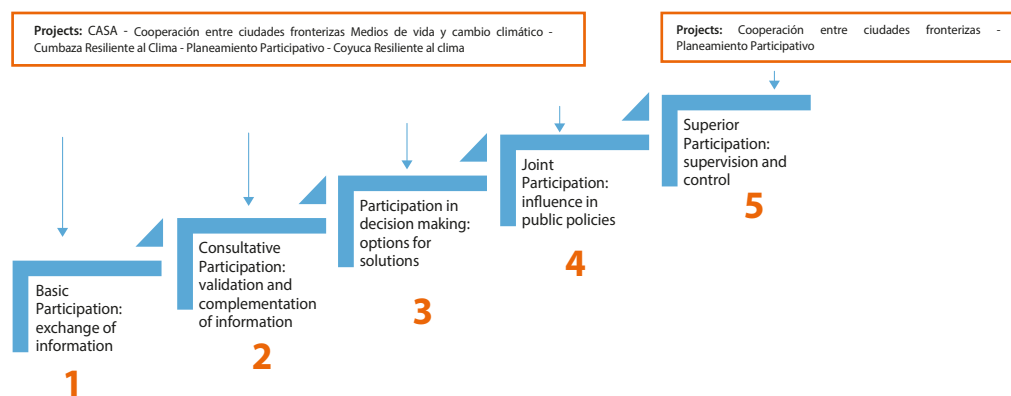 Projects: CASA - Cooperación entre ciudades fronterizas Medios de vida y cambio climático -
Cumbaza Resiliente al Clima - Planeamiento Participativo - Coyuca Resiliente al clima
Projects: Cooperación entre ciudades fronterizas -
Planeamiento Participativo
Basic
Participation:
exchange of
information
1
Consultative
Participation:
validation and
complementation
of information
2
Participation in
decision making:
options for
solutions
3
Joint
Participation:
influence in
public policies
4
Superior
Participation:
supervision and
control
5